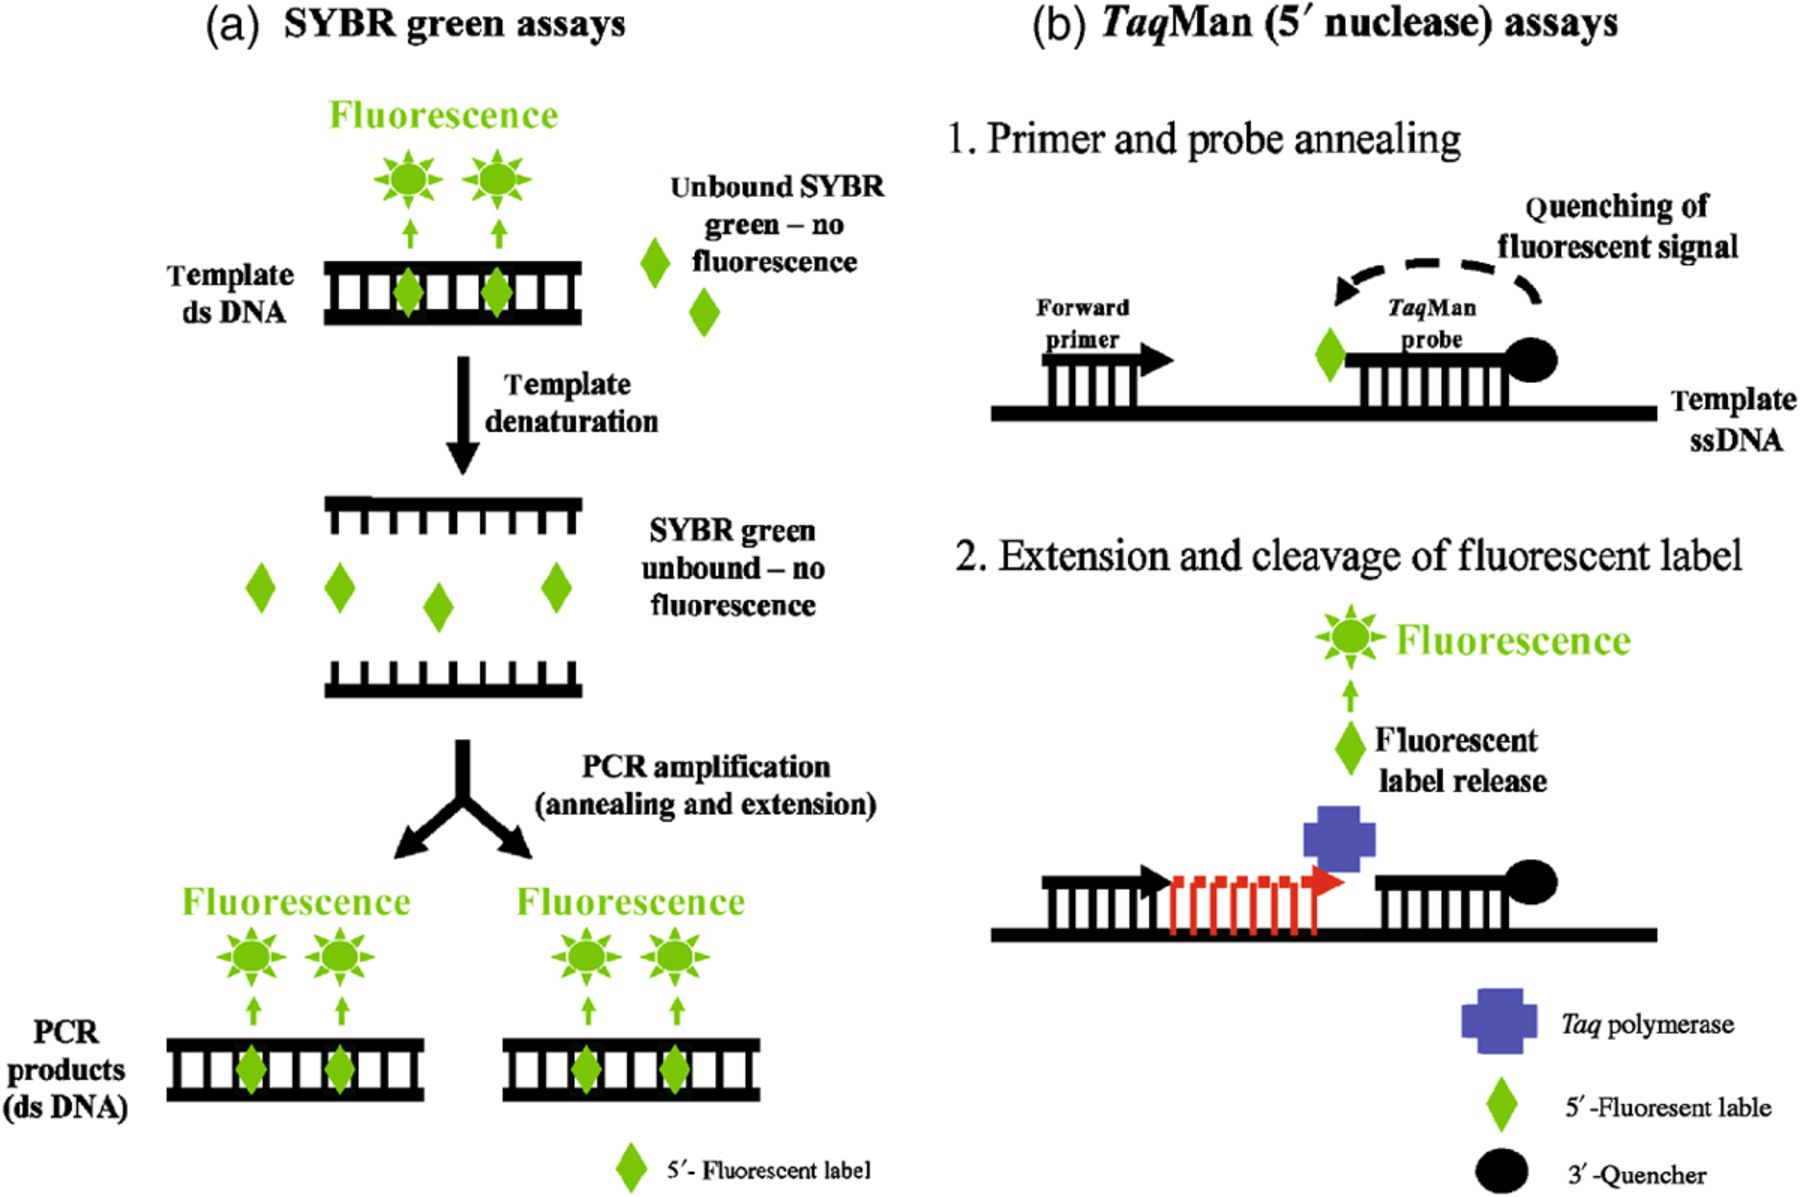 (a) SYBR green assays
Fluorescence
Unbound SYBR
green – no
fluorescence
Template
ds DNA
Template
denaturation
SYBR green
unbound – no
fluorescence
PCR amplification
(annealing and extension)
Fluorescence
Fluorescence
PCR
products
(ds DNA)
5′- Fluorescent label
(b) TaqMan (5′ nuclease) assays
1. Primer and probe annealing
Quenching of
fluorescent signal
Forward
primer
TaqMan
probe
Template
ssDNA
2. Extension and cleavage of fluorescent label
Fluorescence
Fluorescent
label release
Taq polymerase
5′-Fluoresent lable
3′-Quencher